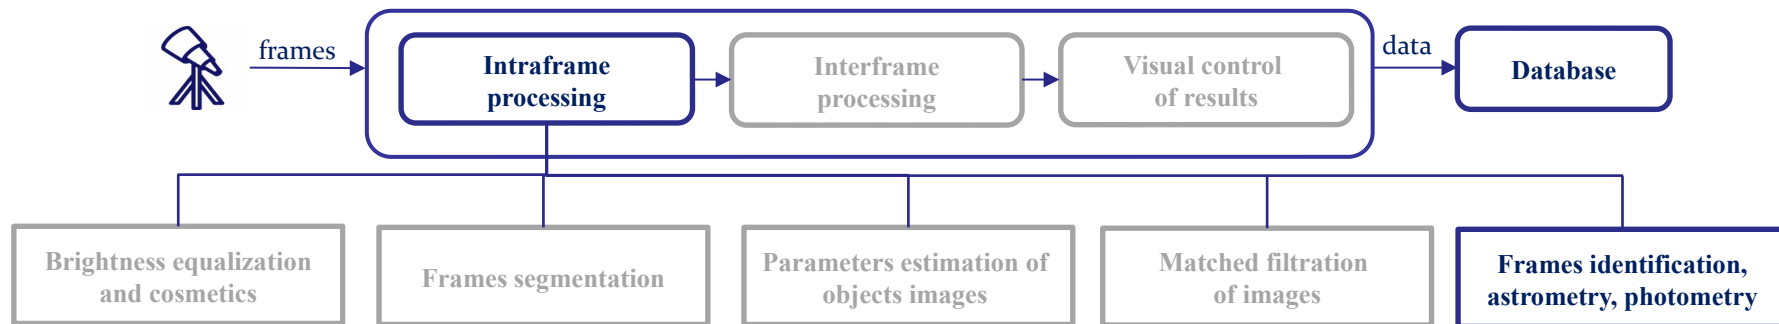 frames
Intraframe
processing
Interframe
processing
Visual control
of results
data
Database
Brightness equalization
and cosmetics
Frames segmentation
Parameters estimation of
objects images
Matched filtration
of images
Frames identification,
astrometry, photometry